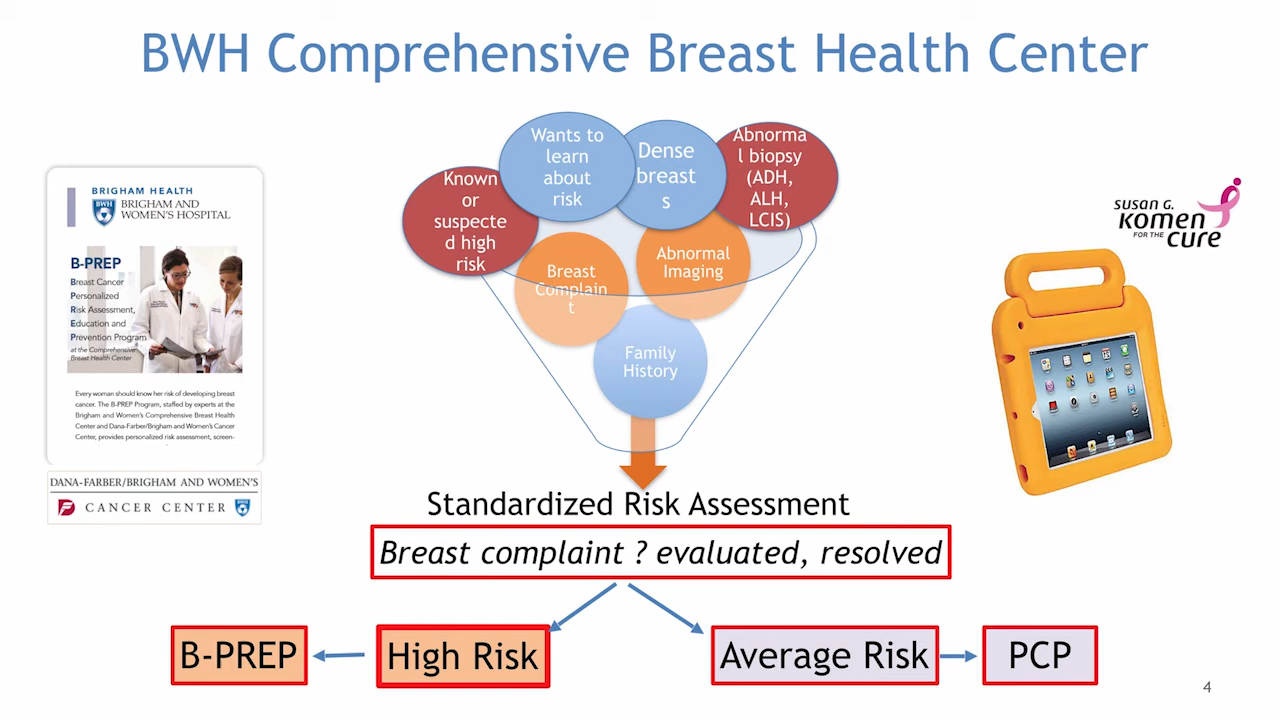 BWH Comprehensive Breast Health Center
Wants to
learn
about
risk
Dense
breast
s
Abnorma
l biopsy
(ADH,
ALH,
LCIS)
Known
or
suspecte
d high
risk
Breast
Complain
t
Abnormal
Imaging
Family
History
BRIGHAM HEALTH
BWH
BRIGHAM AND
WOMEN'S HOSPITAL
B-PREP
Breast Cancer
Personalized
Risk Assessment,
Education and
Prevention Program
at the Comprehensive
Breast Health Center
Every woman should know her risk of developing breast
cancer. The B-PREP Program, staffed by experts at the
Brigham and Women's Comprehensive Breast Health
Center and Dana-Farber/Brigham and Women's Cancer
Center, provides personalized risk assessment, screen-
DANA-FARBER/BRIGHAM AND WOMEN'S
CANCER CENTER
BWH
susan G.
komen
FOR THE
cure
Standardized Risk Assessment
Breast complaint ? evaluated, resolved
B-PREP
High Risk
Average Risk
PCP
4